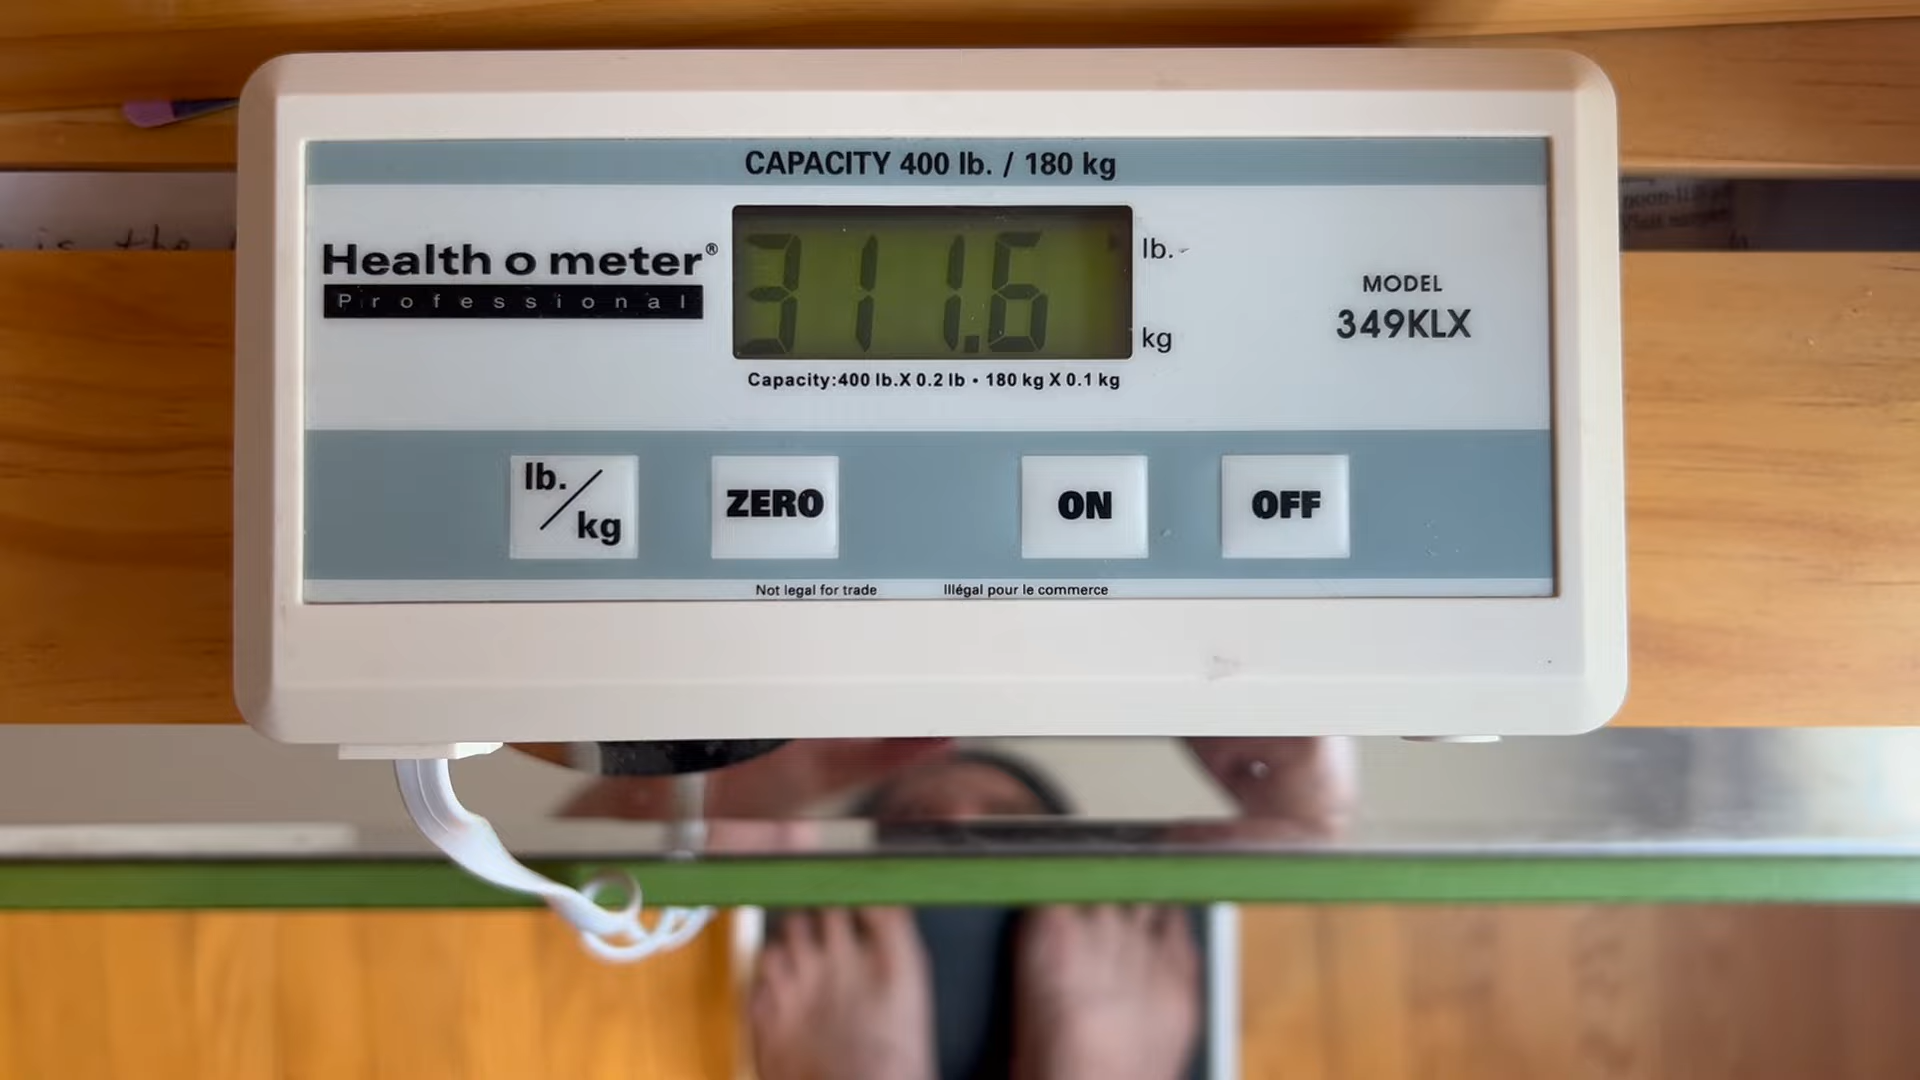 CAPACITY 400 lb. / 180 kg
Health o meter®
Professional
311.6
lb.
kg
MODEL
349KLX
Capacity:400 lb.X 0.2 lb • 180 kg X 0.1 kg
lb./kg
ZERO
ON
OFF
Not legal for trade
Illégal pour le commerce
is the